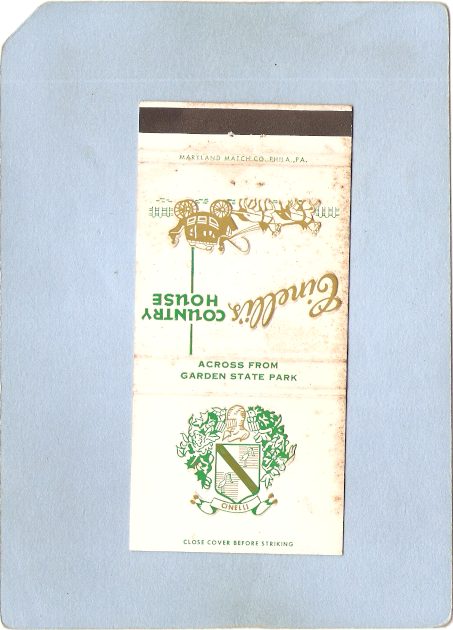 MARYLAND MATCH CO., PHILA., PA.
Cinelli's
COUNTRY
HOUSE
ACROSS FROM
GARDEN STATE PARK
CINELLI
CLOSE COVER BEFORE STRIKING